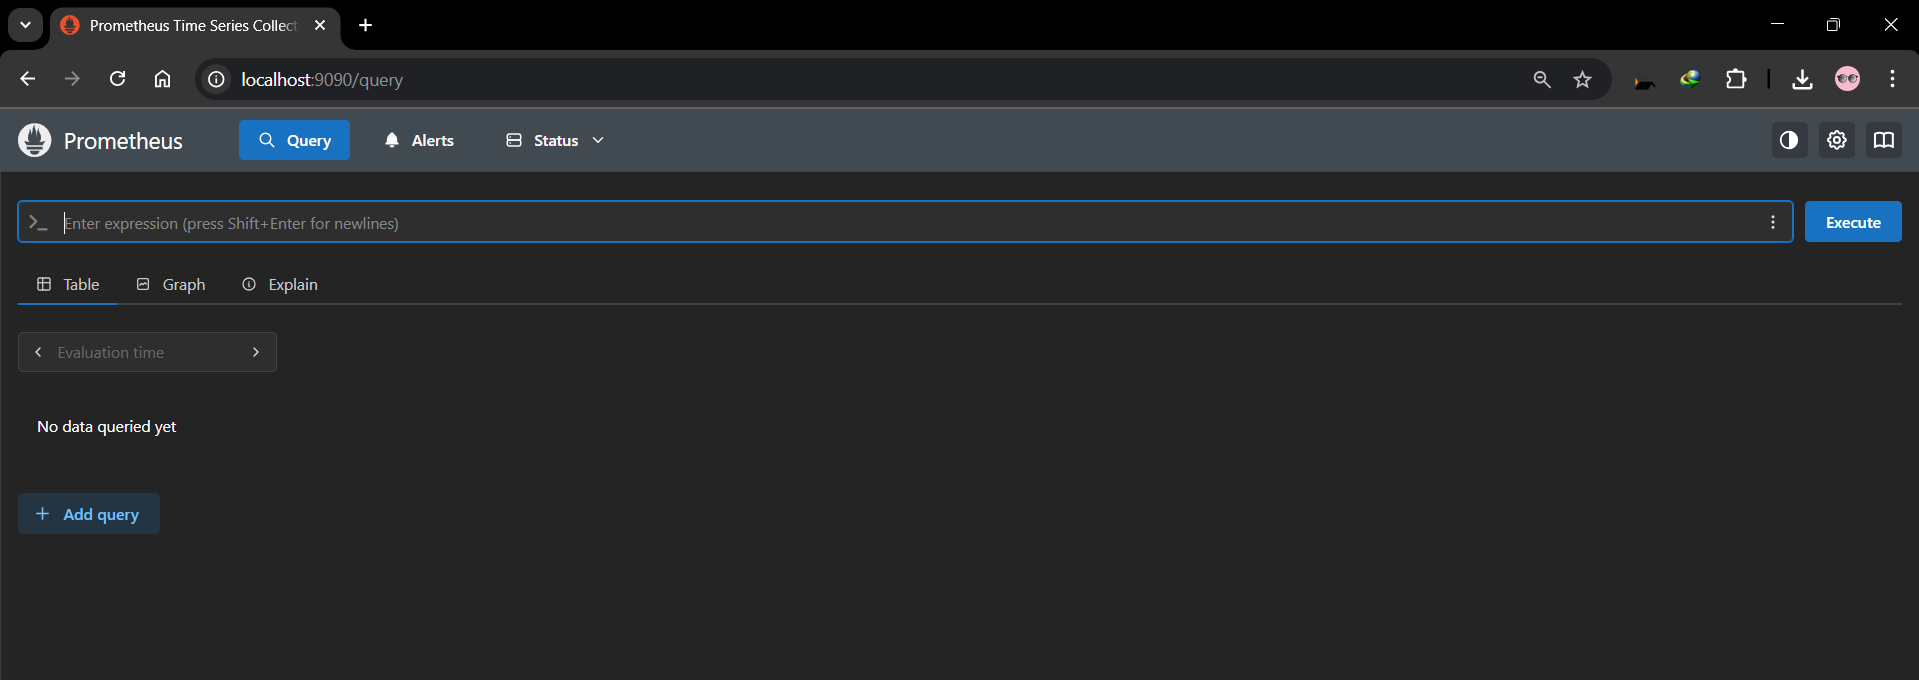 Prometheus Time Series Collect
localhost:9090/query
Prometheus
Query
Alerts
Status
Enter expression (press Shift+Enter for newlines)
Execute
Table
Graph
Explain
Evaluation time
No data queried yet
Add query